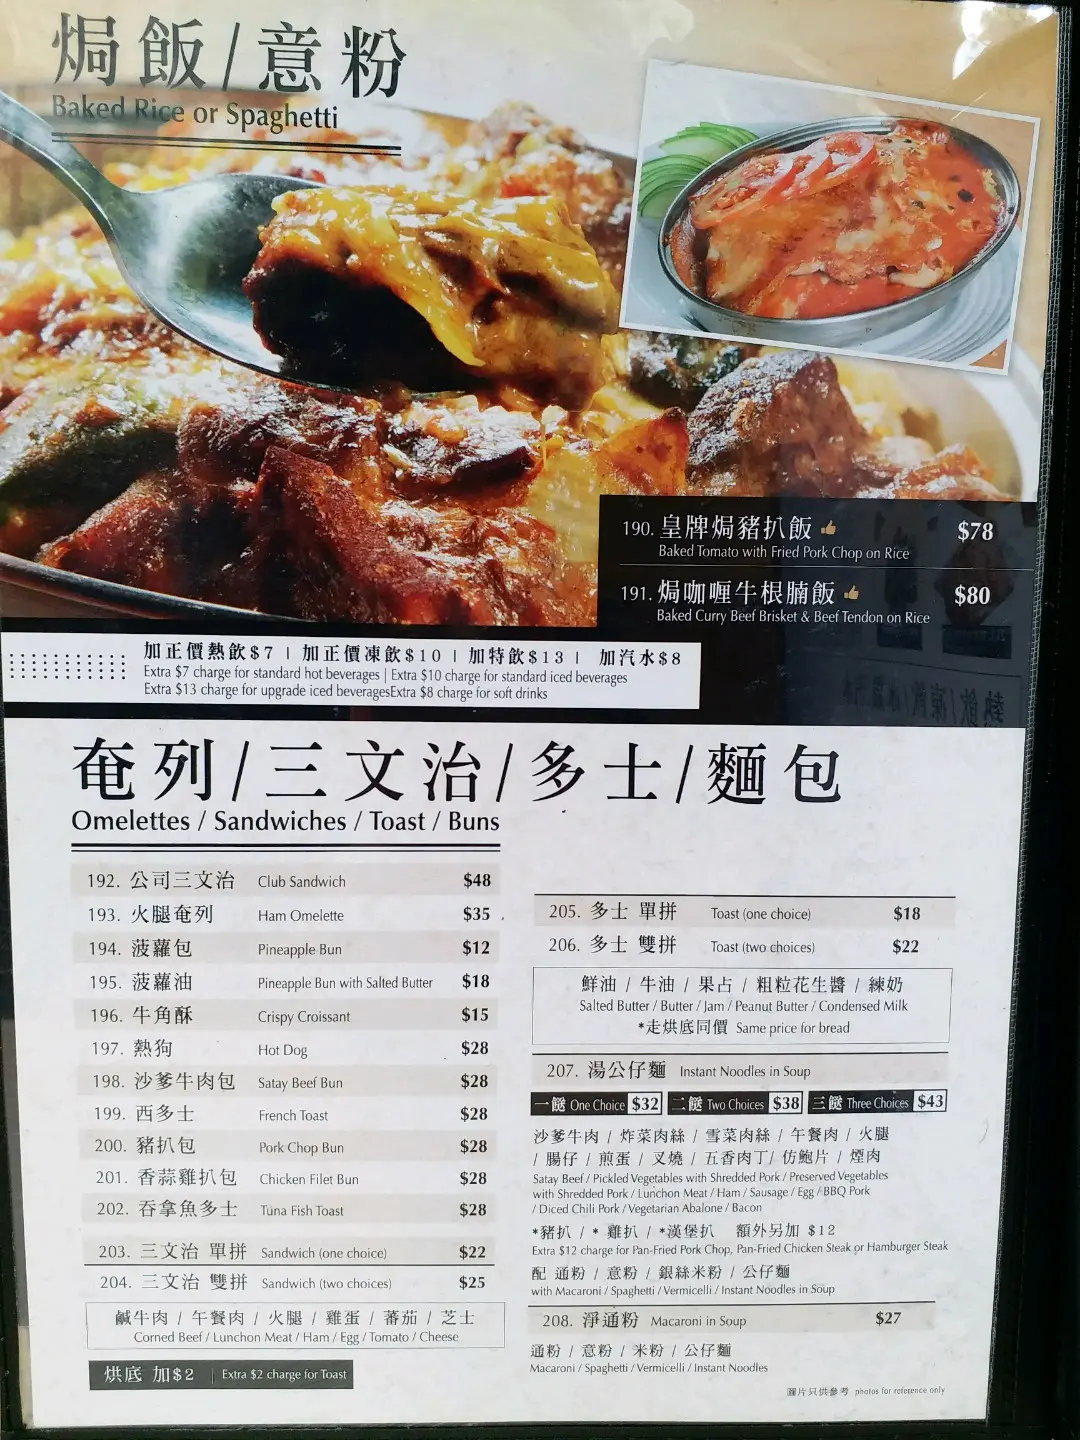 焗飯/意粉
Baked Rice or Spaghetti
190. 皇牌焗豬扒飯 $78
Baked Tomato with Fried Pork Chop on Rice
191. 焗咖喱牛根腩飯 $80
Baked Curry Beef Brisket & Beef Tendon on Rice
加正價熱飲$7 | 加正價凍飲$10 | 加特飲$13 | 加汽水$8
Extra $7 charge for standard hot beverages | Extra $10 charge for standard iced beverages
Extra $13 charge for upgrade iced beveragesExtra $8 charge for soft drinks
奄列/三文治/多士/麵包
Omelettes / Sandwiches / Toast / Buns
192. 公司三文治 Club Sandwich $48
193. 火腿奄列 Ham Omelette $35
194. 菠蘿包 Pineapple Bun $12
195. 菠蘿油 Pineapple Bun with Salted Butter $18
196. 牛角酥 Crispy Croissant $15
197. 熱狗 Hot Dog $28
198. 沙爹牛肉包 Satay Beef Bun $28
199. 西多士 French Toast $28
200. 豬扒包 Pork Chop Bun $28
201. 香蒜雞扒包 Chicken Filet Bun $28
202. 吞拿魚多士 Tuna Fish Toast $28
203. 三文治 單拼 Sandwich (one choice) $22
204. 三文治 雙拼 Sandwich (two choices) $25
鹹牛肉 / 午餐肉 / 火腿 / 雞蛋 / 蕃茄 / 芝士
Corned Beef / Lunchon Meat / Ham / Egg / Tomato / Cheese
烘底 加$2 | Extra $2 charge for Toast
205. 多士 單拼 Toast (one choice) $18
206. 多士 雙拼 Toast (two choices) $22
鮮油 / 牛油 / 果占 / 粗粒花生醬 / 練奶
Salted Butter / Butter / Jam / Peanut Butter / Condensed Milk
*走烘底同價 Same price for bread
207. 湯公仔麵 Instant Noodles in Soup
一餸 One Choice $32 二餸 Two Choices $38 三餸 Three Choices $43
沙爹牛肉 / 炸菜肉絲 / 雪菜肉絲 / 午餐肉 / 火腿
/ 腸仔 / 煎蛋 / 叉燒 / 五香肉丁/ 仿鮑片 / 煙肉
Satay Beef / Pickled Vegetables with Shredded Pork / Preserved Vegetables
with Shredded Pork / Lunchon Meat / Ham / Sausage / Egg / BBQ Pork
/ Diced Chili Pork / Vegetarian Abalone / Bacon
*豬扒 / * 雞扒 / *漢堡扒 額外另加 $12
Extra $12 charge for Pan-Fried Pork Chop, Pan-Fried Chicken Steak or Hamburger Steak
配 通粉 / 意粉 / 銀絲米粉 / 公仔麵
with Macaroni / Spaghetti / Vermicelli / Instant Noodles in Soup
208. 淨通粉 Macaroni in Soup $27
通粉 / 意粉 / 米粉 / 公仔麵
Macaroni / Spaghetti / Vermicelli / Instant Noodles
圖片只供參考 photos for reference only